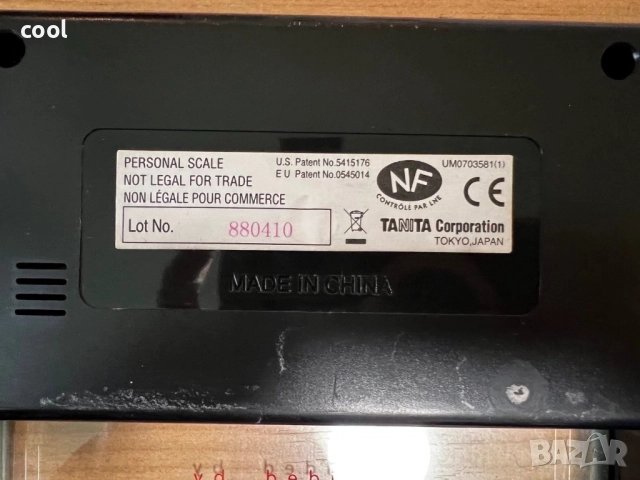 cool
PERSONAL SCALE
NOT LEGAL FOR TRADE
NON LÉGALE POUR COMMERCE
U.S. Patent No.5415176
E U Patent No.0545014
Lot No. 880410
NF
CONTRÔLÉ PAR LNE
UM0703581(1)
CE
TANITA Corporation
TOKYO,JAPAN
MADE IN CHINA
BAZAR